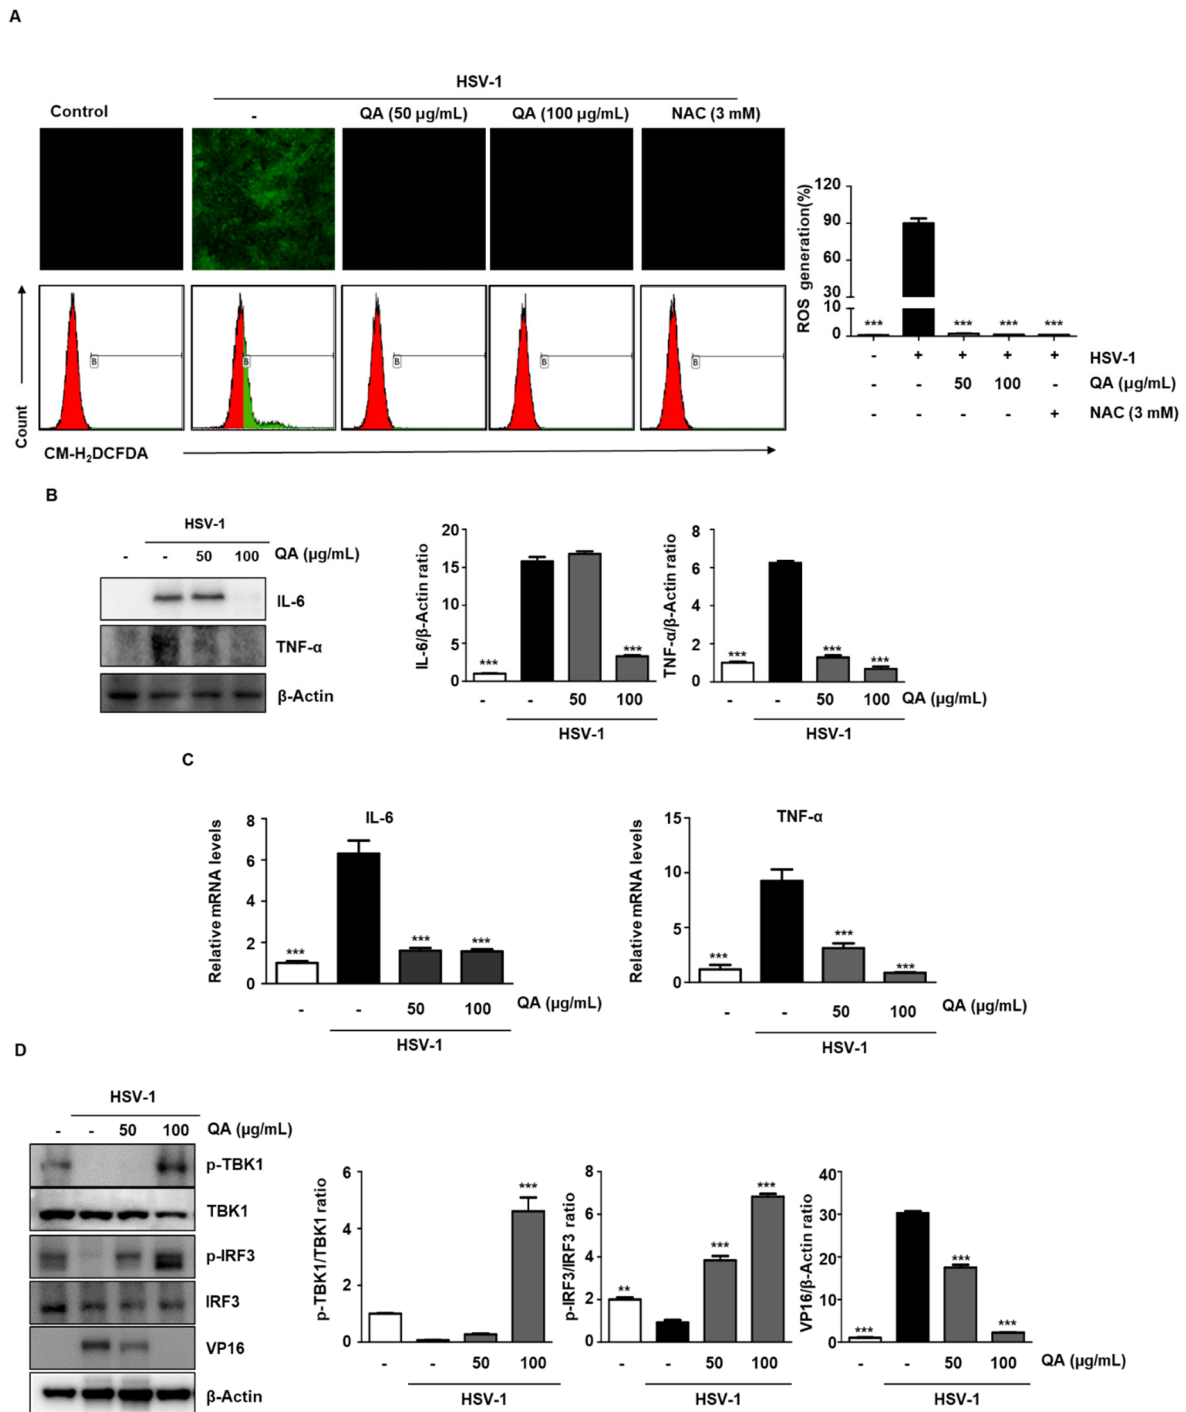 A
HSV-1
Control - QA (50 µg/mL) QA (100 µg/mL) NAC (3 mM)
B B B B B
Count
CM-H2DCFDA
ROS generation(%)
120
90
60
30
10
0
*** *** *** ***
- + + + + HSV-1
- - 50 100 - QA (µg/mL)
- - - - + NAC (3 mM)
B
HSV-1
- - 50 100 QA (µg/mL)
IL-6
TNF-α
β-Actin
IL-6/β-Actin ratio
20
15
10
5
0
*** ***
- - 50 100
HSV-1
TNF-α/β-Actin ratio
8
6
4
2
0
*** *** ***
- - 50 100 QA (µg/mL)
HSV-1
C
IL-6
Relative mRNA levels
8
6
4
2
0
*** *** ***
- - 50 100 QA (µg/mL)
HSV-1
TNF-α
Relative mRNA levels
15
10
5
0
*** *** ***
- - 50 100 QA (µg/mL)
HSV-1
D
HSV-1
- - 50 100 QA (µg/mL)
p-TBK1
TBK1
p-IRF3
IRF3
VP16
β-Actin
p-TBK1/TBK1 ratio
6
4
2
0
***
- - 50 100
HSV-1
p-IRF3/IRF3 ratio
8
6
4
2
0
** *** ***
- - 50 100
HSV-1
VP16/β-Actin ratio
40
30
20
10
0
*** *** ***
- - 50 100 QA (µg/mL)
HSV-1